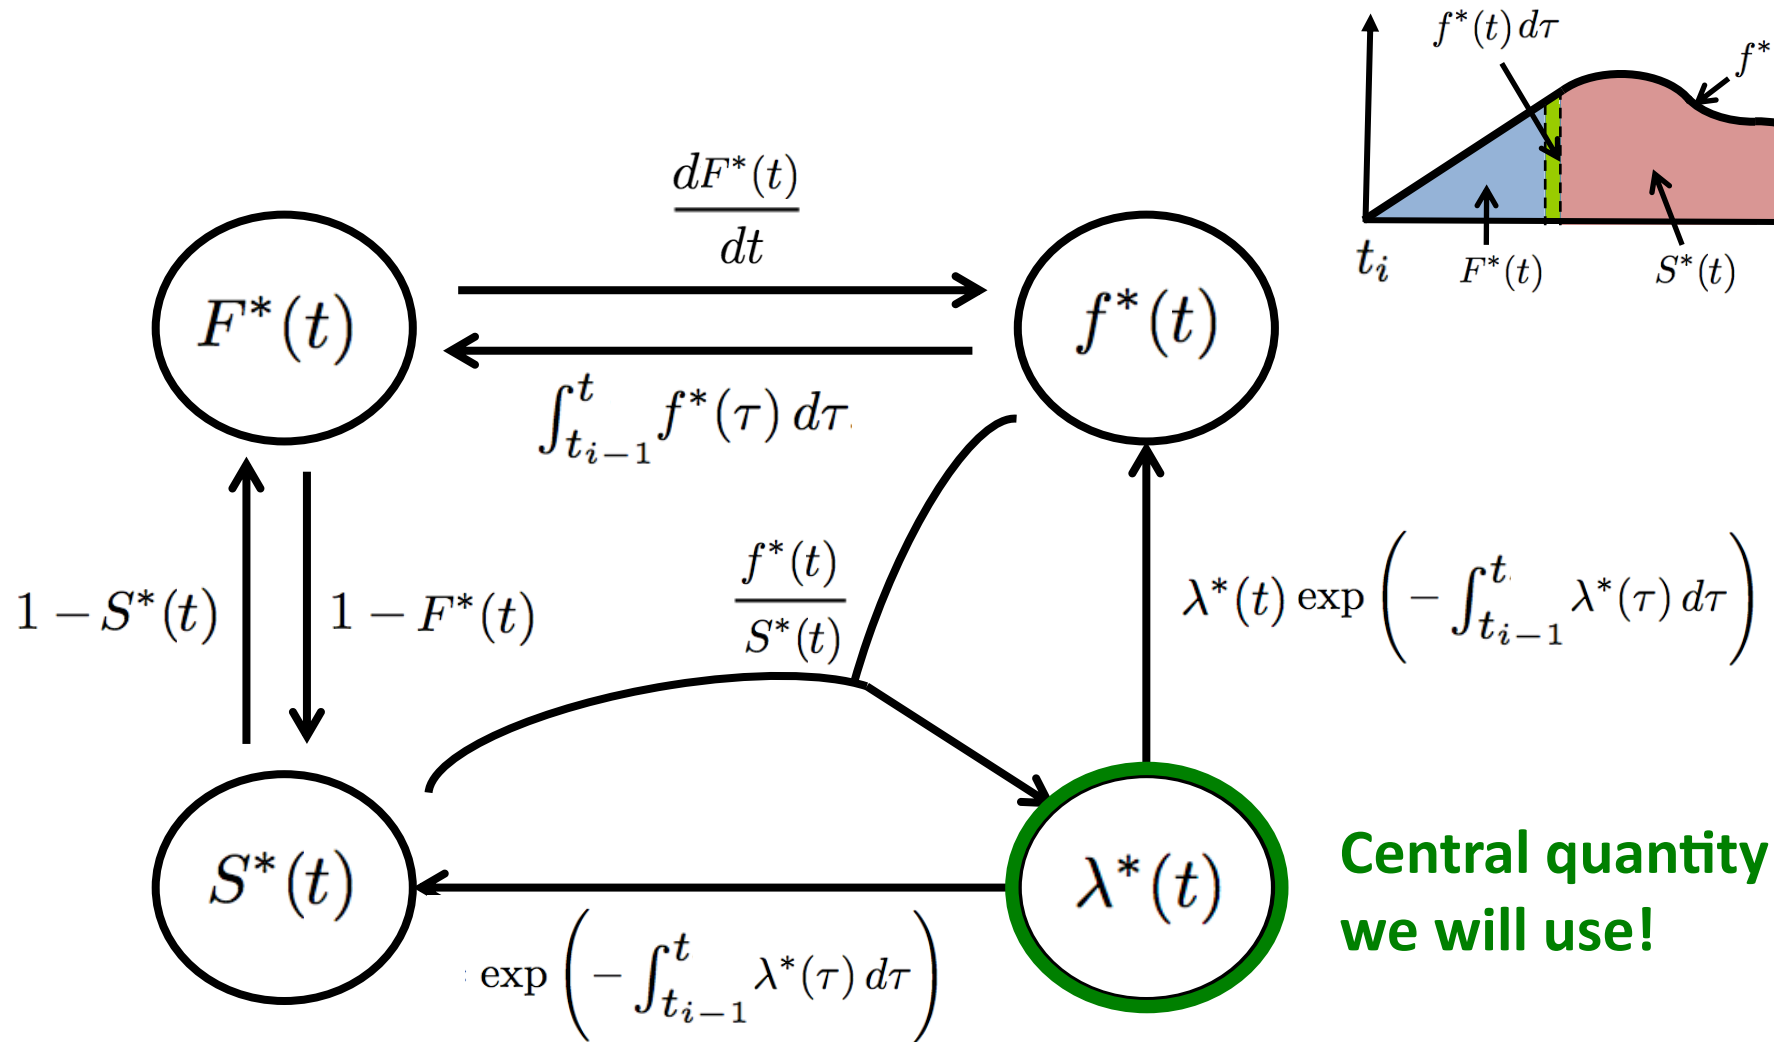 f*(t) dτ
f*
t_i
F*(t)
S*(t)
dF*(t)
dt
F*(t)
f*(t)
∫_{t_{i−1}}^{t} f*(τ) dτ
1 − S*(t)
1 − F*(t)
f*(t)
S*(t)
λ*(t) exp(−∫_{t_{i−1}}^{t} λ*(τ) dτ)
S*(t)
λ*(t)
exp(−∫_{t_{i−1}}^{t} λ*(τ) dτ)
Central quantity
we will use!